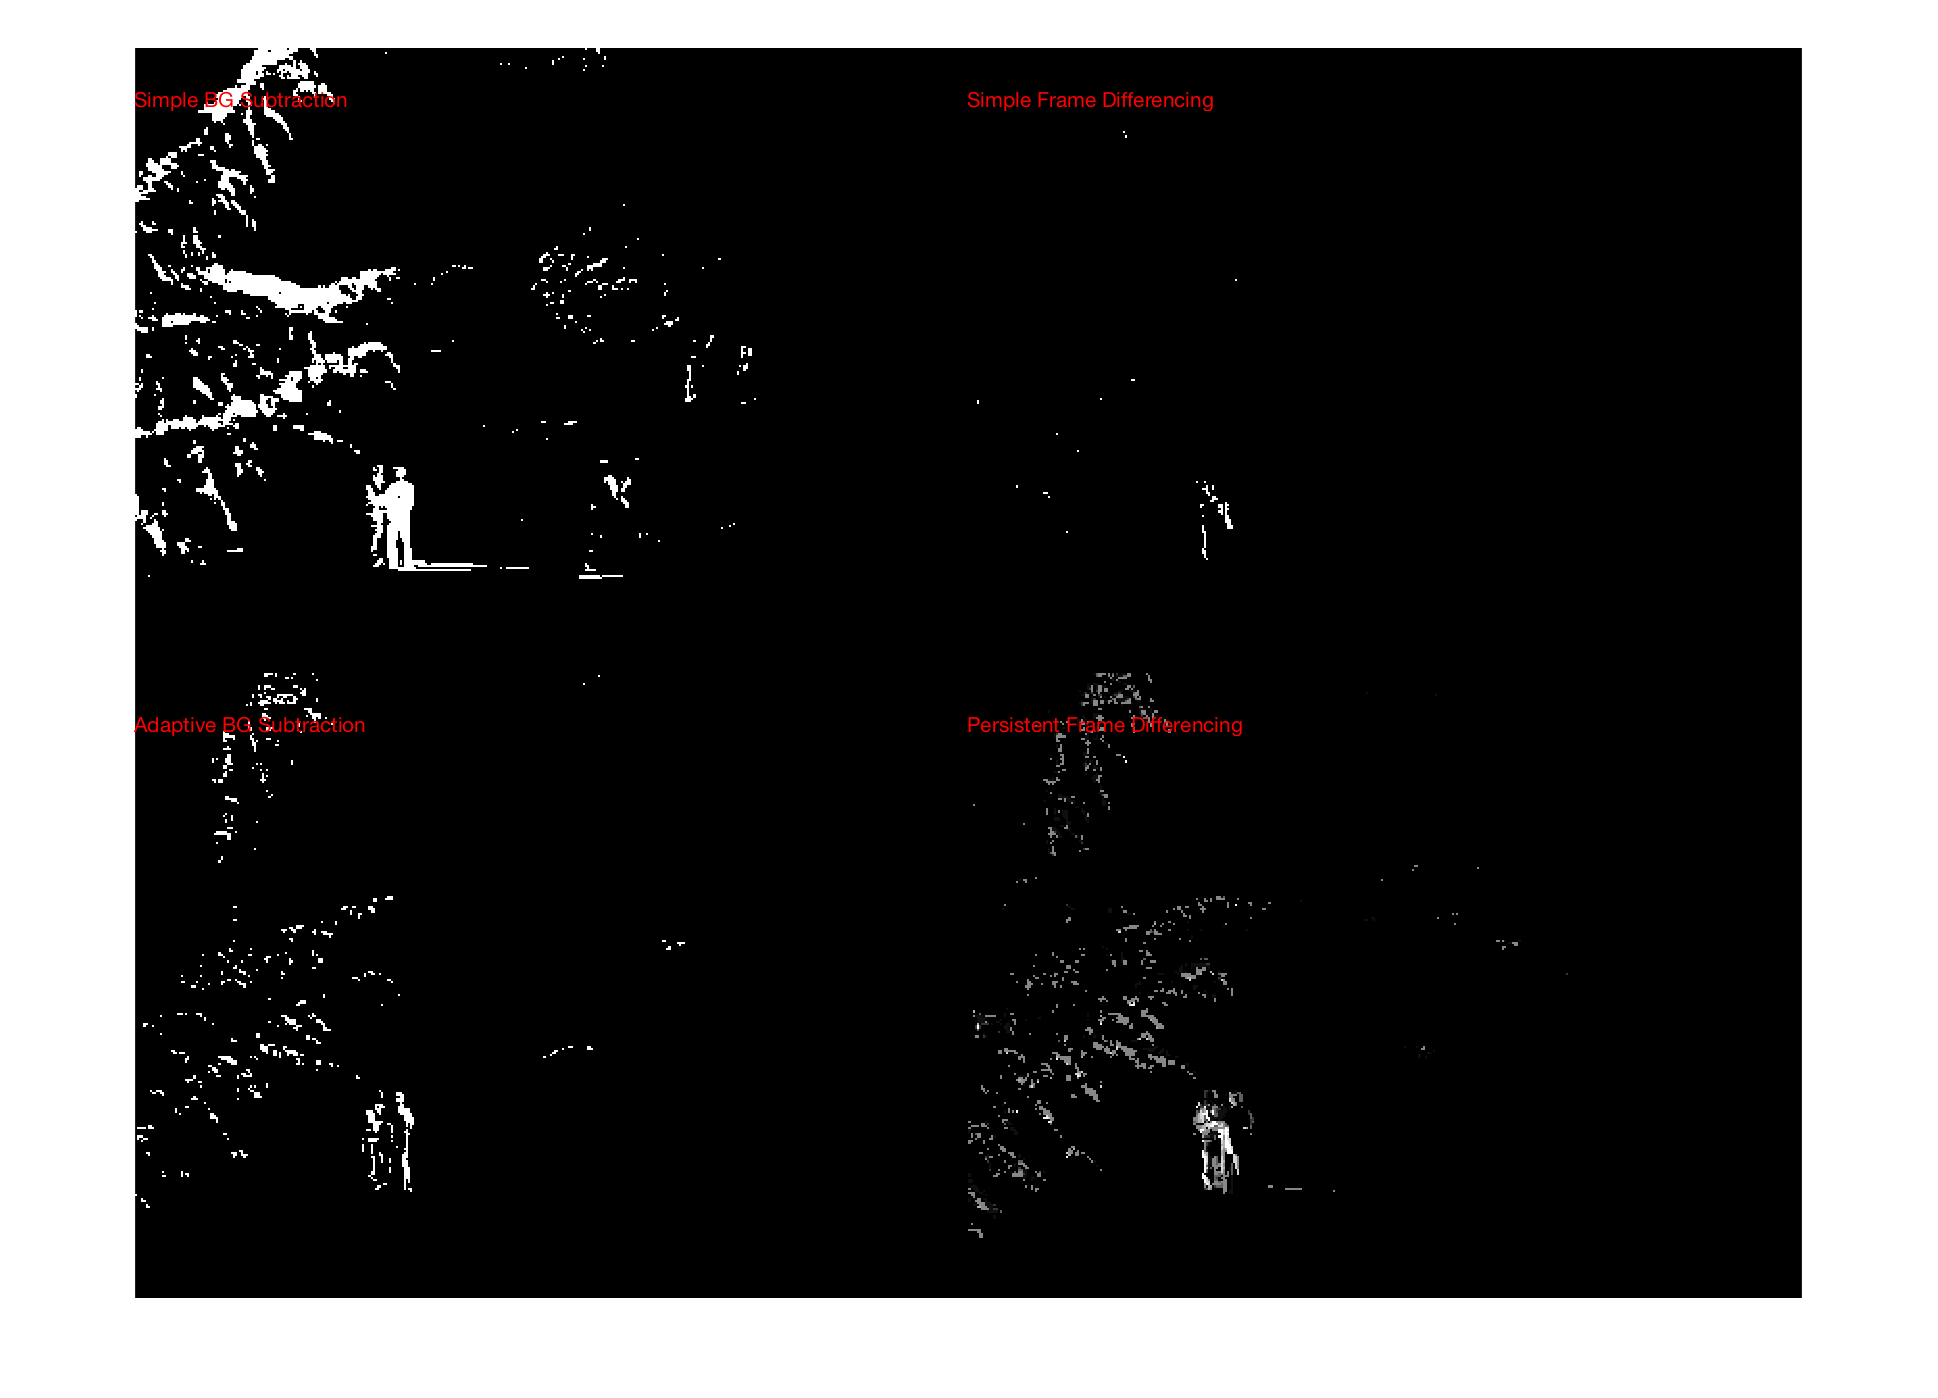 Simple BG Subtraction
Simple Frame Differencing
Adaptive BG Subtraction
Persistent Frame Differencing